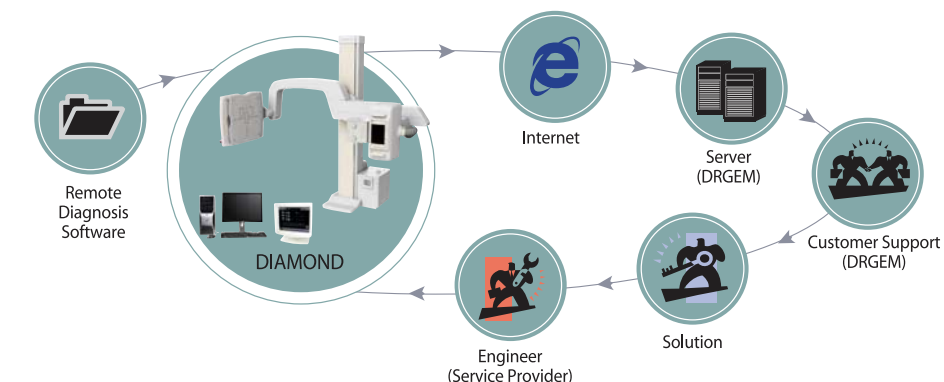 Remote
Diagnosis
Software
DIAMOND
Internet
Server
(DRGEM)
Customer Support
(DRGEM)
Solution
Engineer
(Service Provider)